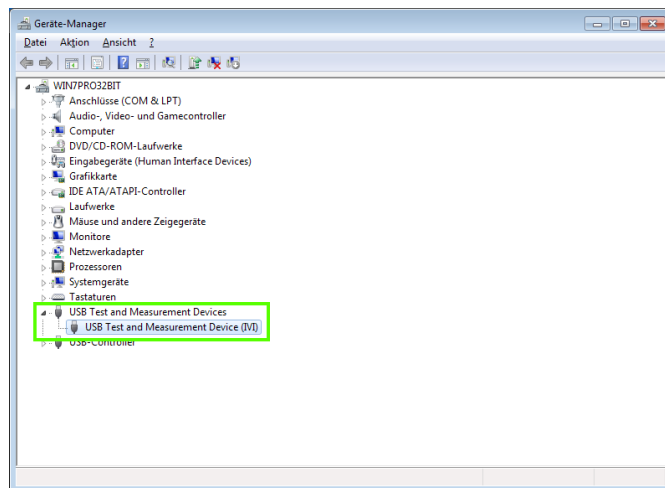 Geräte-Manager
Datei Aktion Ansicht ?
WIN7PRO32BIT
Anschlüsse (COM & LPT)
Audio-, Video- und Gamecontroller
Computer
DVD/CD-ROM-Laufwerke
Eingabegeräte (Human Interface Devices)
Grafikkarte
IDE ATA/ATAPI-Controller
Laufwerke
Mäuse und andere Zeigegeräte
Monitore
Netzwerkadapter
Prozessoren
Systemgeräte
Tastaturen
USB Test and Measurement Devices
USB Test and Measurement Device (IVI)
USB-Controller